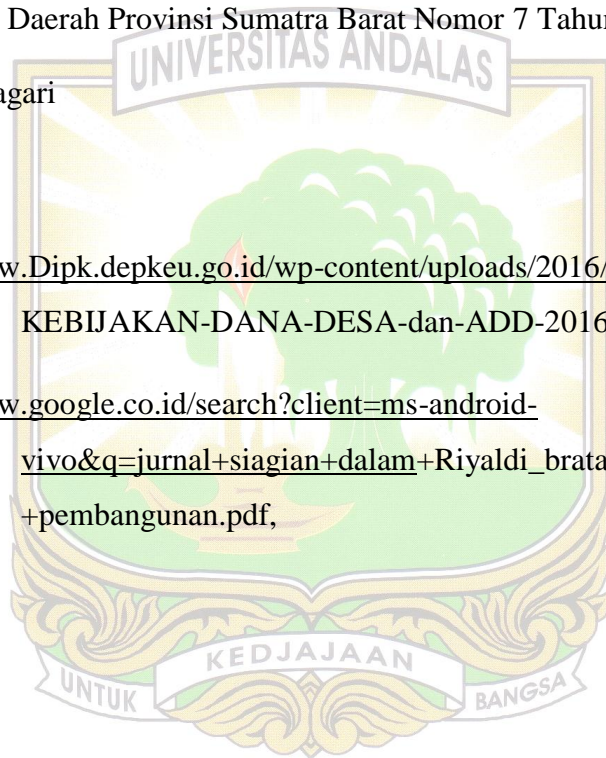 Daerah Provinsi Sumatra Barat Nomor 7 Tahu
UNIVERSITAS ANDALAS
agari
w.Dipk.depkeu.go.id/wp-content/uploads/2016/
KEBIJAKAN-DANA-DESA-dan-ADD-2016
w.google.co.id/search?client=ms-android-
vivo&q=jurnal+siagian+dalam+Riyaldi_brata
+pembangunan.pdf,
KEDJAJAAN
UNTUK BANGSA